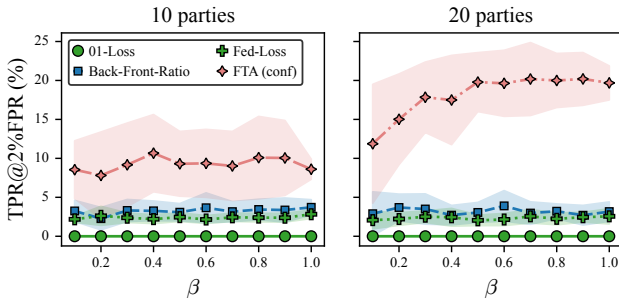 10 parties
20 parties
TPR@2%FPR (%)
25
20
15
10
5
0
01-Loss
Back-Front-Ratio
Fed-Loss
FTA (conf)
0.2 0.4 0.6 0.8 1.0
0.2 0.4 0.6 0.8 1.0
β
β